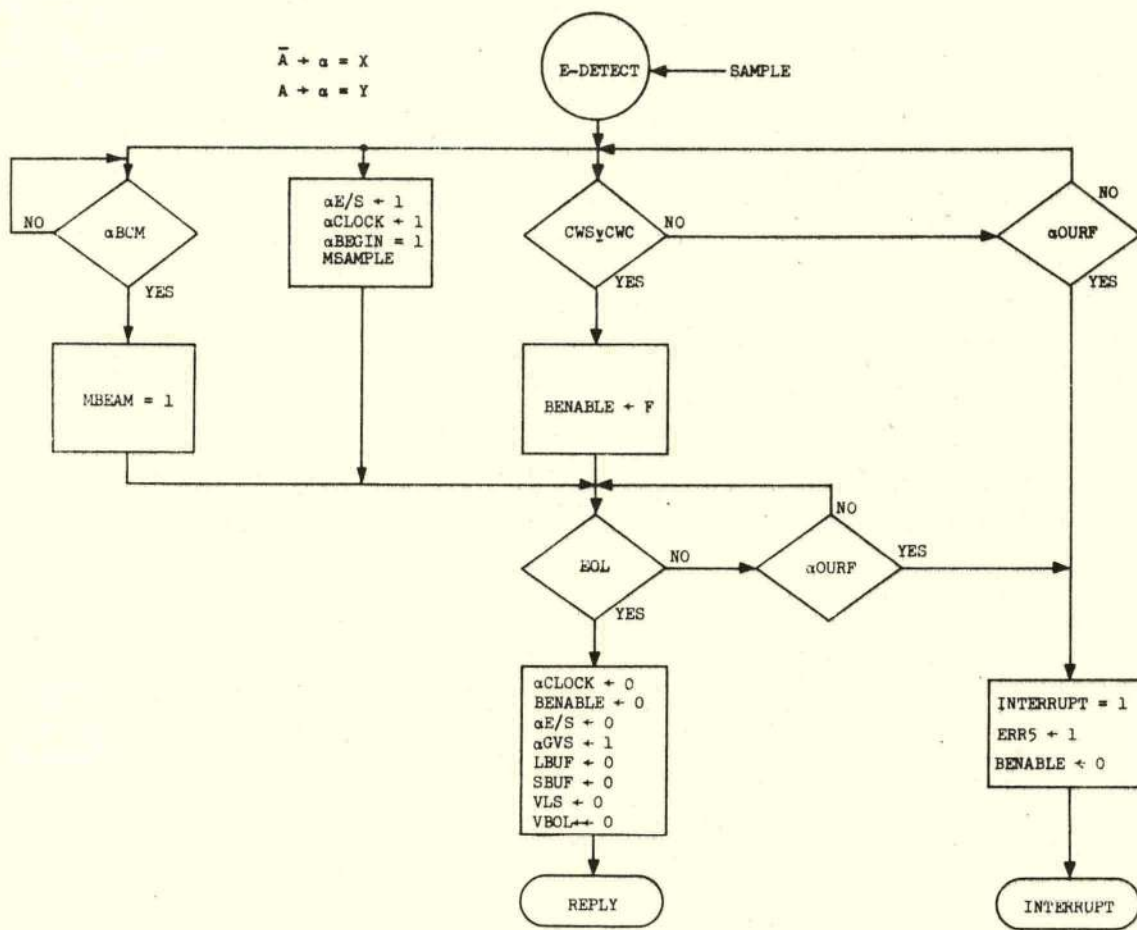 Ā → α = X
A → α = Y
E-DETECT
SAMPLE
NO
αBCM
YES
αE/S ← 1
αCLOCK ← 1
αBEGIN = 1
MSAMPLE
CWSv̲CWC
NO
YES
NO
αOURF
YES
MBEAM = 1
BENABLE ← F
EOL
NO
YES
NO
αOURF
YES
αCLOCK ← 0
BENABLE ← 0
αE/S ← 0
αGVS ← 1
LBUF ← 0
SBUF ← 0
VLS ← 0
VBOL←← 0
INTERRUPT = 1
ERR5 ← 1
BENABLE ← 0
REPLY
INTERRUPT